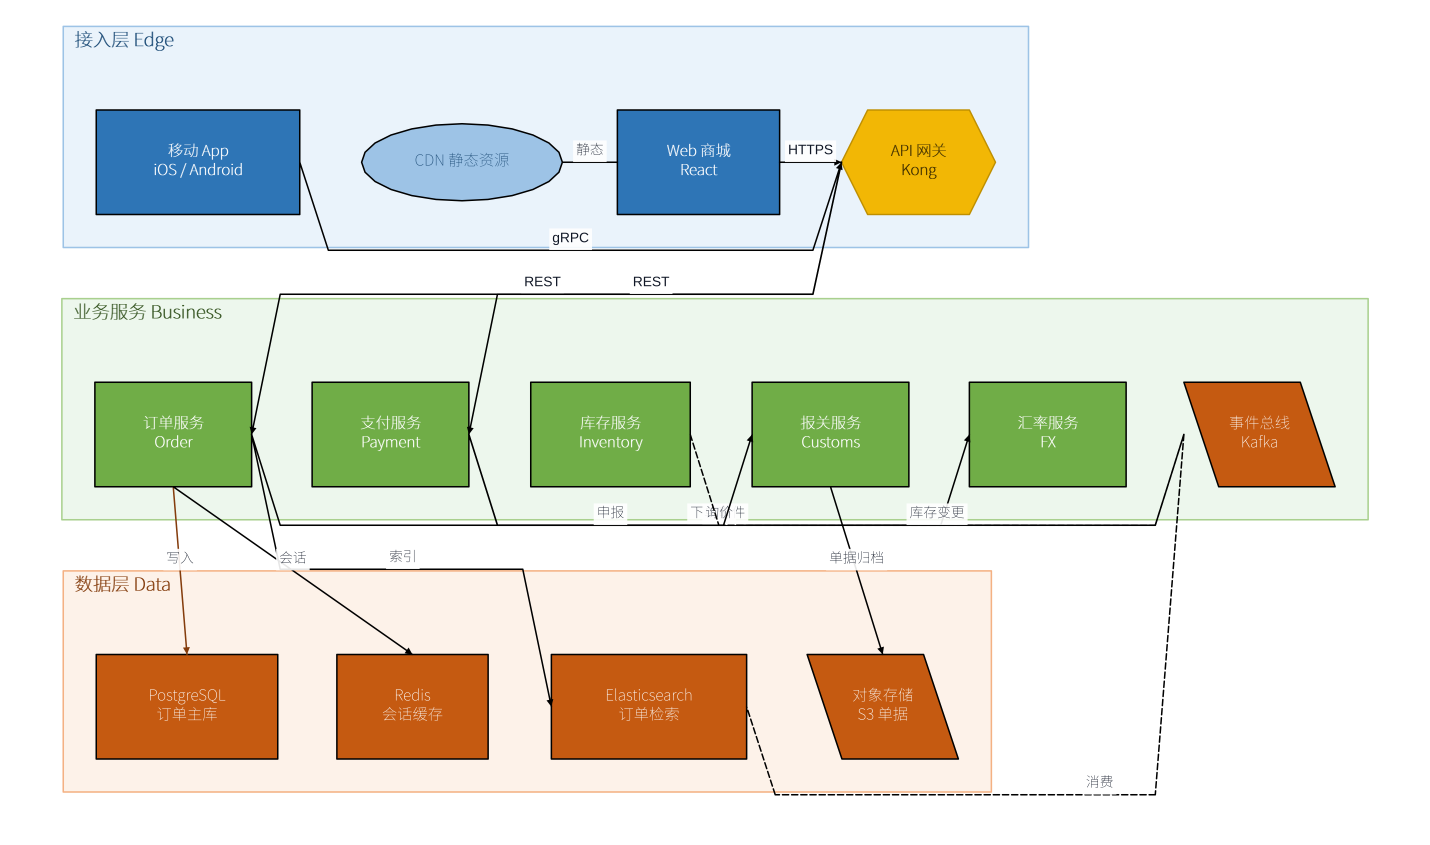 接入层 Edge
移动 App
iOS / Android
CDN 静态资源
静态
Web 商城
React
HTTPS
API 网关
Kong
gRPC
REST
REST
业务服务 Business
订单服务
Order
支付服务
Payment
库存服务
Inventory
报关服务
Customs
汇率服务
FX
事件总线
Kafka
申报
询价
库存变更
写入
会话
索引
单据归档
数据层 Data
PostgreSQL
订单主库
Redis
会话缓存
Elasticsearch
订单检索
对象存储
S3 单据
消费